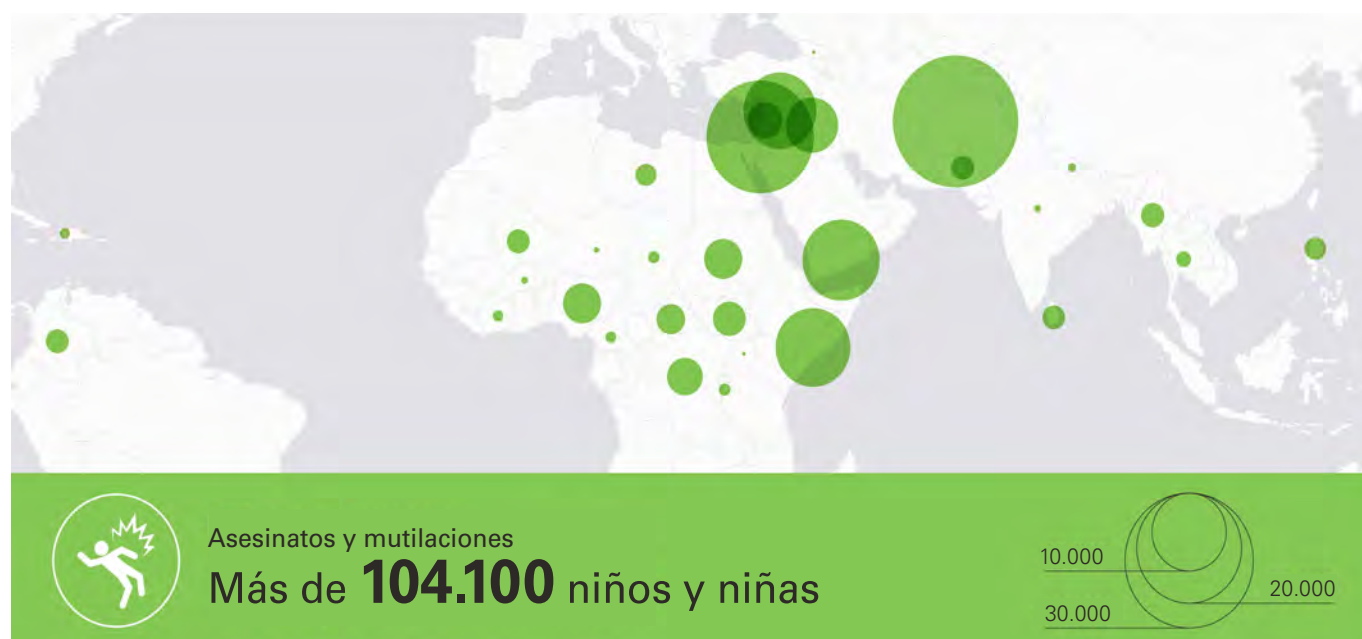 Asesinatos y mutilaciones
Más de 104.100 niños y niñas
10.000
20.000
30.000